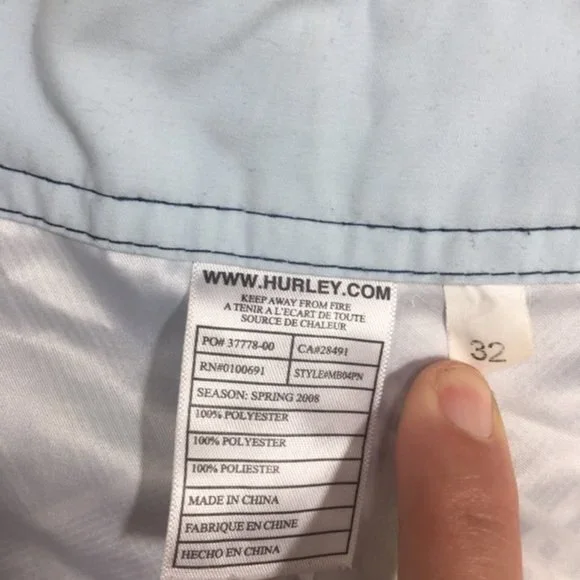 WWW.HURLEY.COM
KEEP AWAY FROM FIRE
A TENIR A L'ECART DE TOUTE
SOURCE DE CHALEUR
PO# 37778-00 CA#28491
RN#0100691 STYLE#MB04PN
SEASON: SPRING 2008
100% POLYESTER
100% POLYESTER
100% POLIESTER
MADE IN CHINA
FABRIQUE EN CHINE
HECHO EN CHINA
32